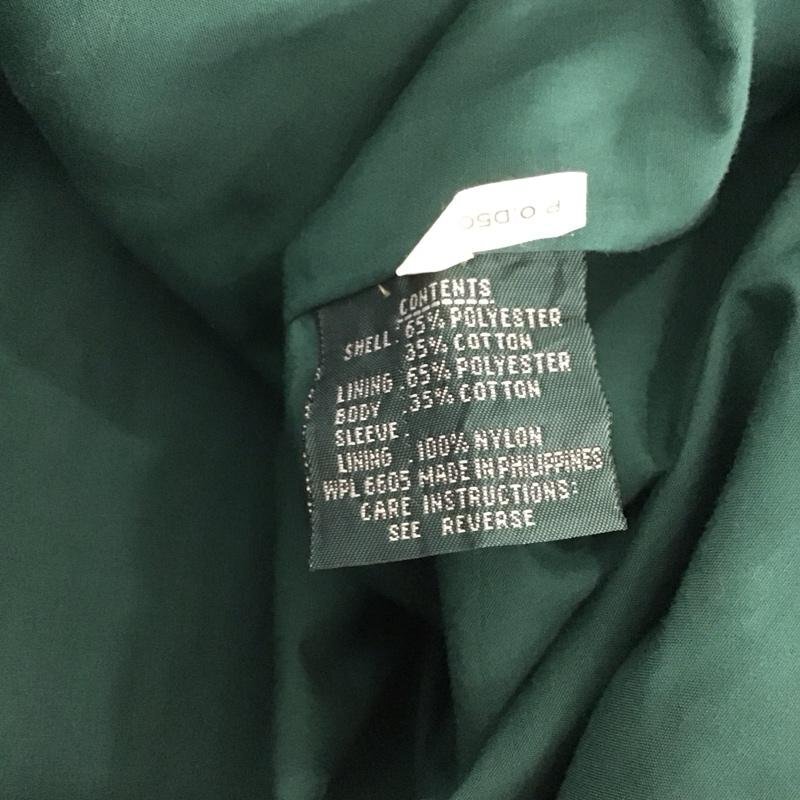 P O D50
CONTENTS
SHELL: 65% POLYESTER
35% COTTON
LINING :65% POLYESTER
BODY :35% COTTON
SLEEVE:
LINING :100% NYLON
WPL 6605 MADE IN PHILIPPINES
CARE INSTRUCTIONS:
SEE REVERSE